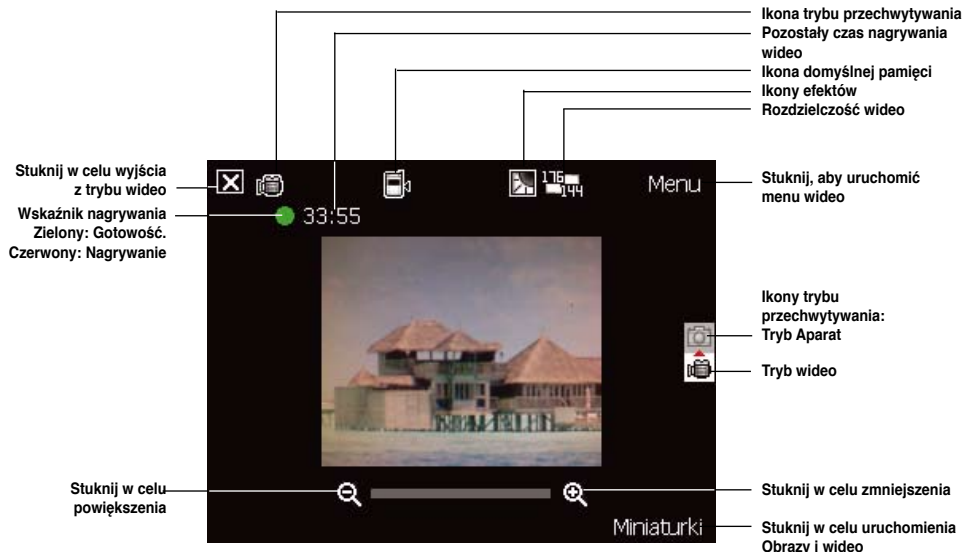 Ikona trybu przechwytywania
Pozostały czas nagrywania
wideo
Ikona domyślnej pamięci
Ikony efektów
Rozdzielczość wideo
Stuknij w celu wyjścia
z trybu wideo
Wskaźnik nagrywania
Zielony: Gotowość.
Czerwony: Nagrywanie
176
144
Menu
33:55
Stuknij, aby uruchomić
menu wideo
Ikony trybu
przechwytywania:
Tryb Aparat
Tryb wideo
Stuknij w celu
powiększenia
Stuknij w celu zmniejszenia
Miniaturki
Stuknij w celu uruchomienia
Obrazy i wideo